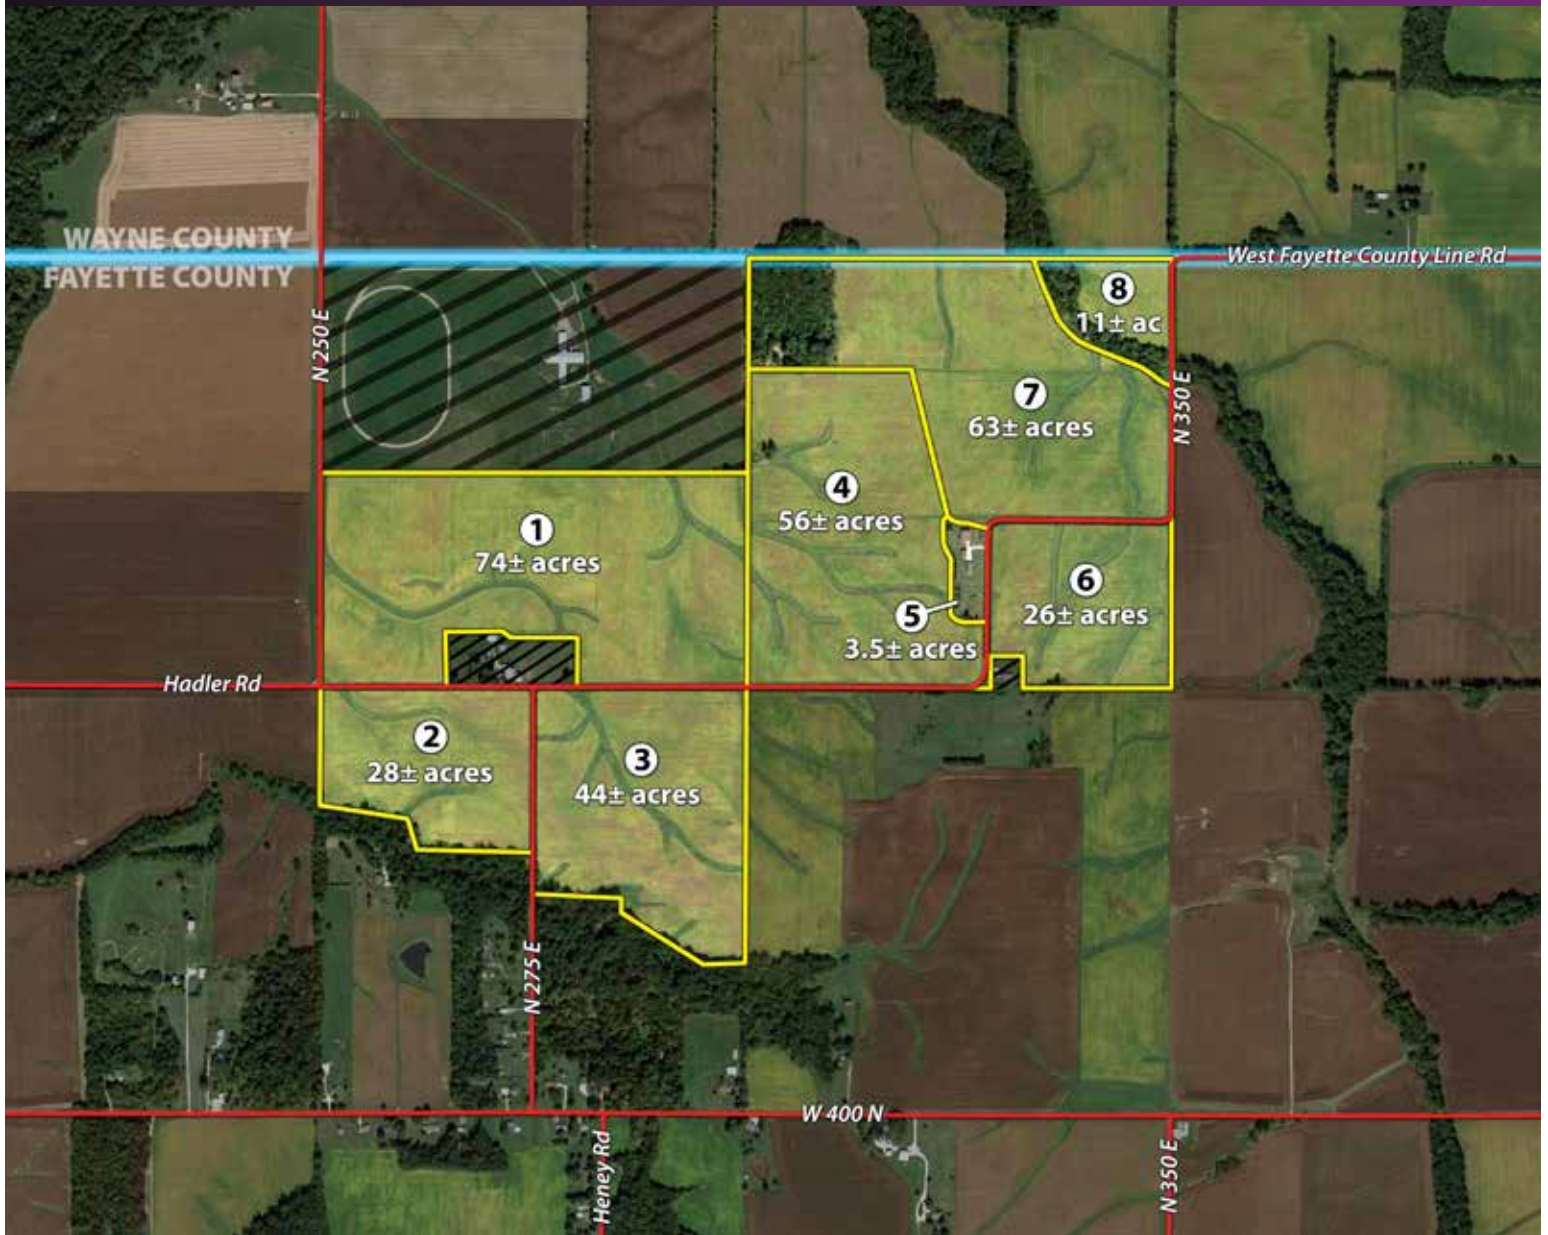 WAYNE COUNTY
FAYETTE COUNTY
West Fayette County Line Rd
N 250 E
8
11± ac
7
63± acres
N 350 E
4
56± acres
1
74± acres
6
26± acres
5
3.5± acres
Hadler Rd
2
28± acres
3
44± acres
N 275 E
W 400 N
Heney Rd
N 350 E